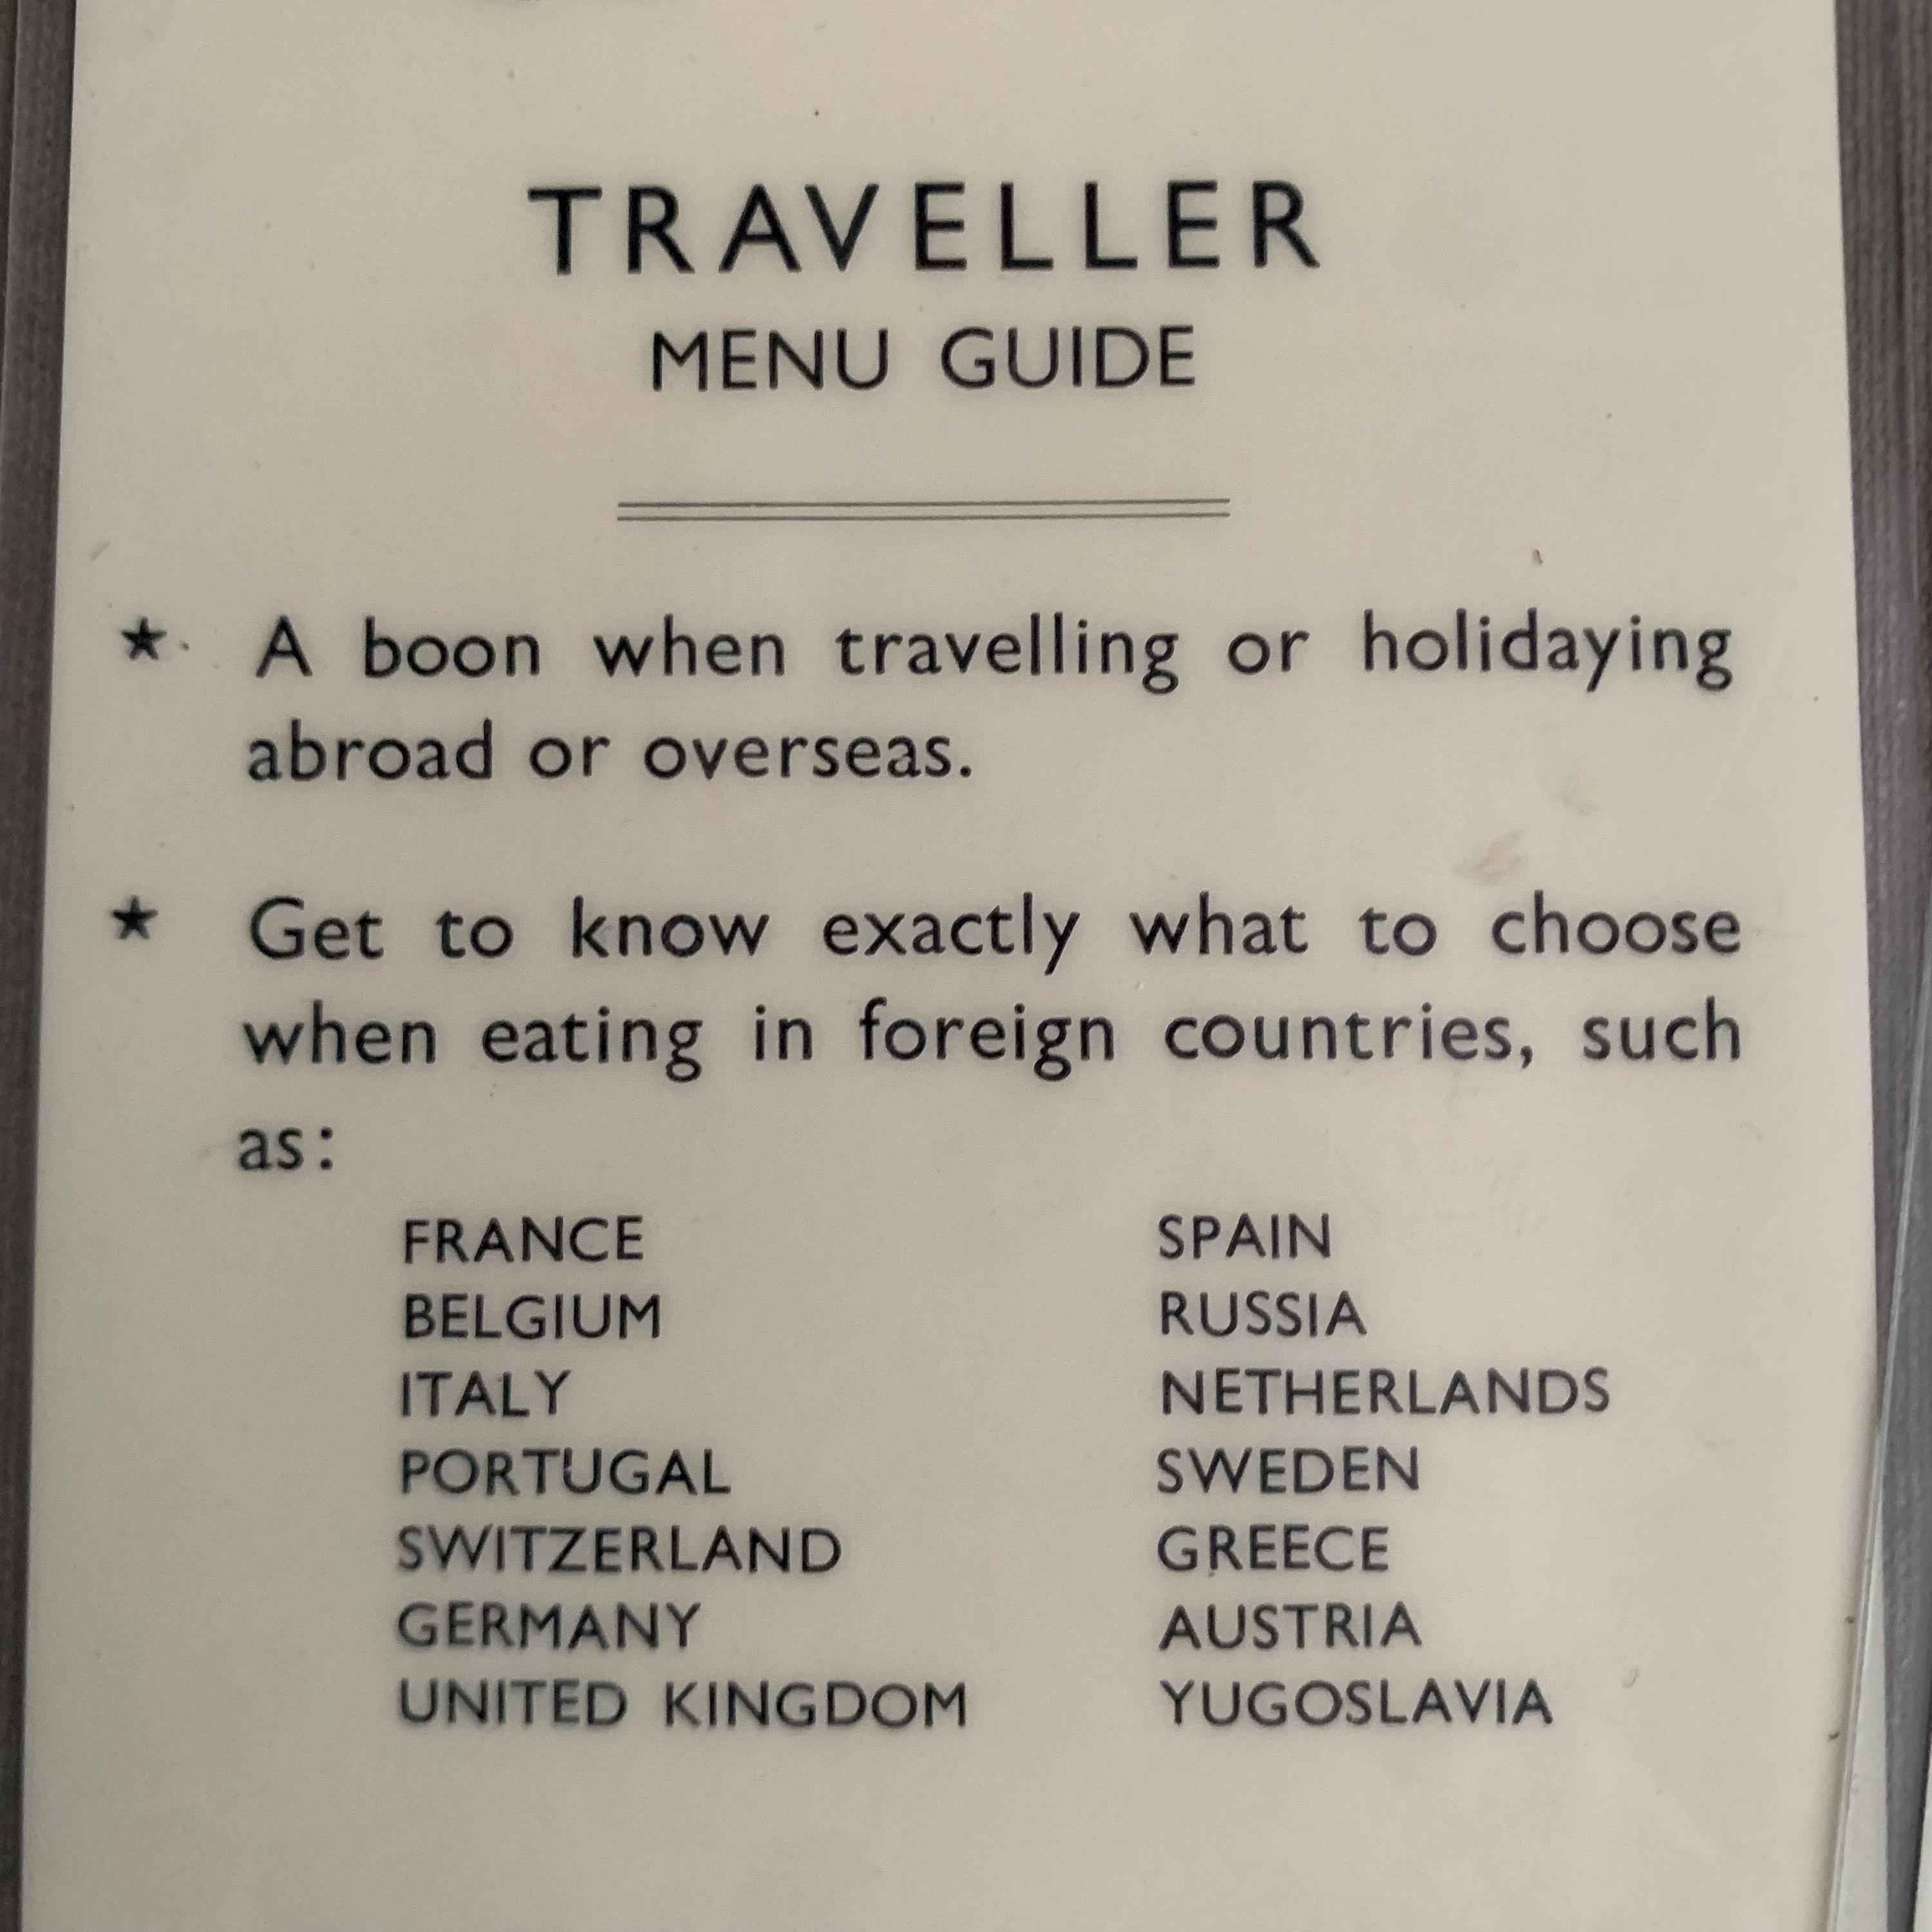 TRAVELLER
MENU GUIDE
★ A boon when travelling or holidaying
abroad or overseas.
★ Get to know exactly what to choose
when eating in foreign countries, such
as:
FRANCE
BELGIUM
ITALY
PORTUGAL
SWITZERLAND
GERMANY
UNITED KINGDOM
SPAIN
RUSSIA
NETHERLANDS
SWEDEN
GREECE
AUSTRIA
YUGOSLAVIA